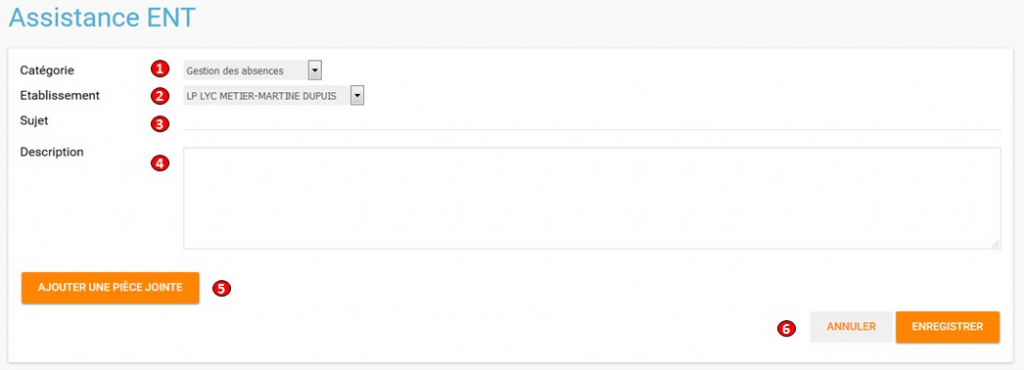 Assistance ENT
Catégorie 1 Gestion des absences
Etablissement 2 LP LYC METIER-MARTINE DUPUIS
Sujet 3
Description 4
AJOUTER UNE PIÈCE JOINTE 5
6 ANNULER ENREGISTRER